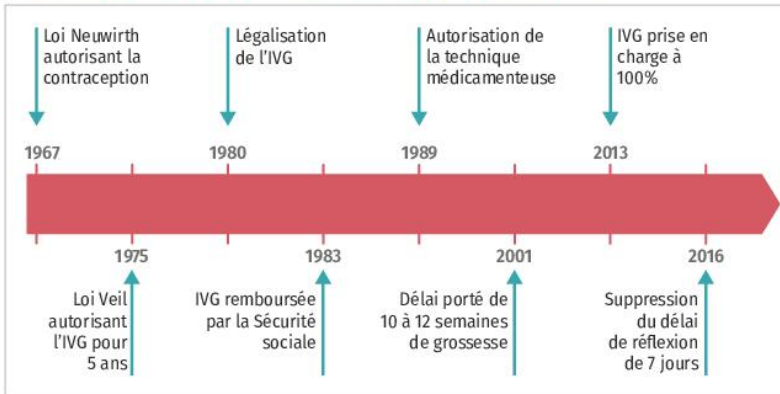 Loi Neuwirth
autorisant la
contraception
Légalisation
de l'IVG
Autorisation de
la technique
médicamenteuse
IVG prise en
charge à
100%
1967
1980
1989
2013
1975
1983
2001
2016
Loi Veil
autorisant
l'IVG pour
5 ans
IVG remboursée
par la Sécurité
sociale
Délai porté de
10 à 12 semaines
de grossesse
Suppression
du délai
de réflexion
de 7 jours